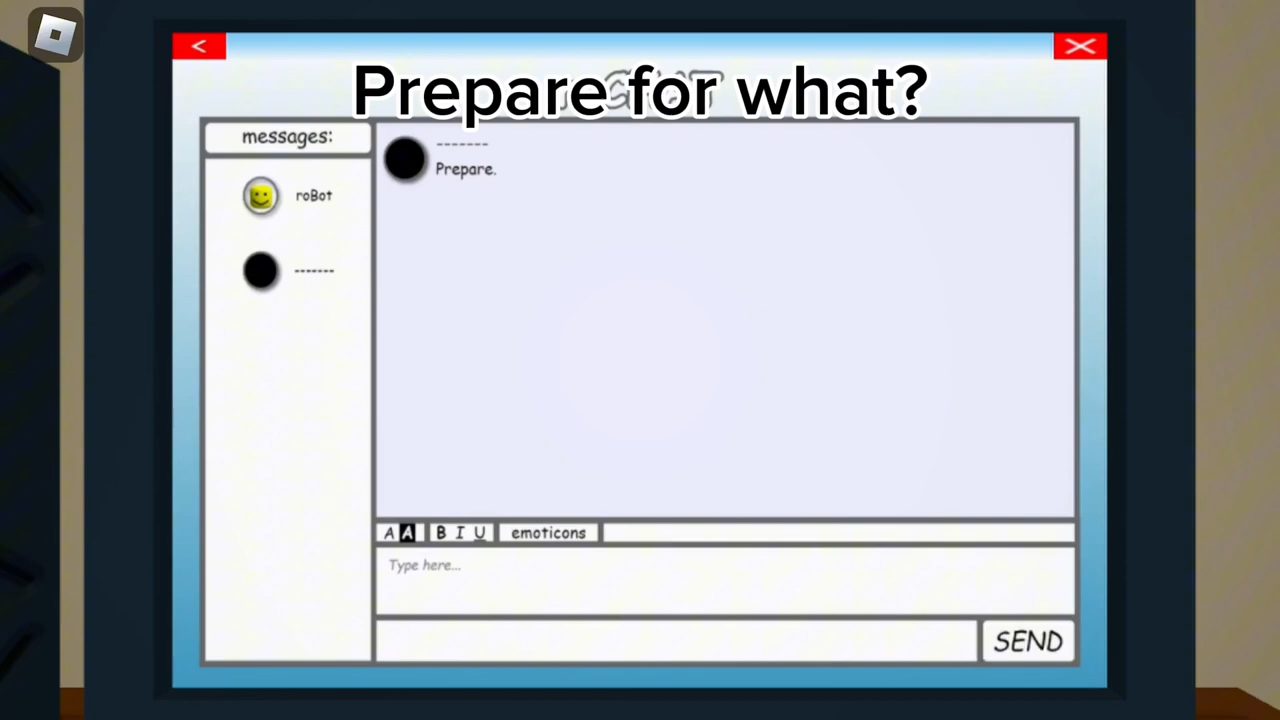 <
Prepare for what?
messages:
-------
Prepare.
roBot
-------
A A B I U emoticons
Type here...
SEND